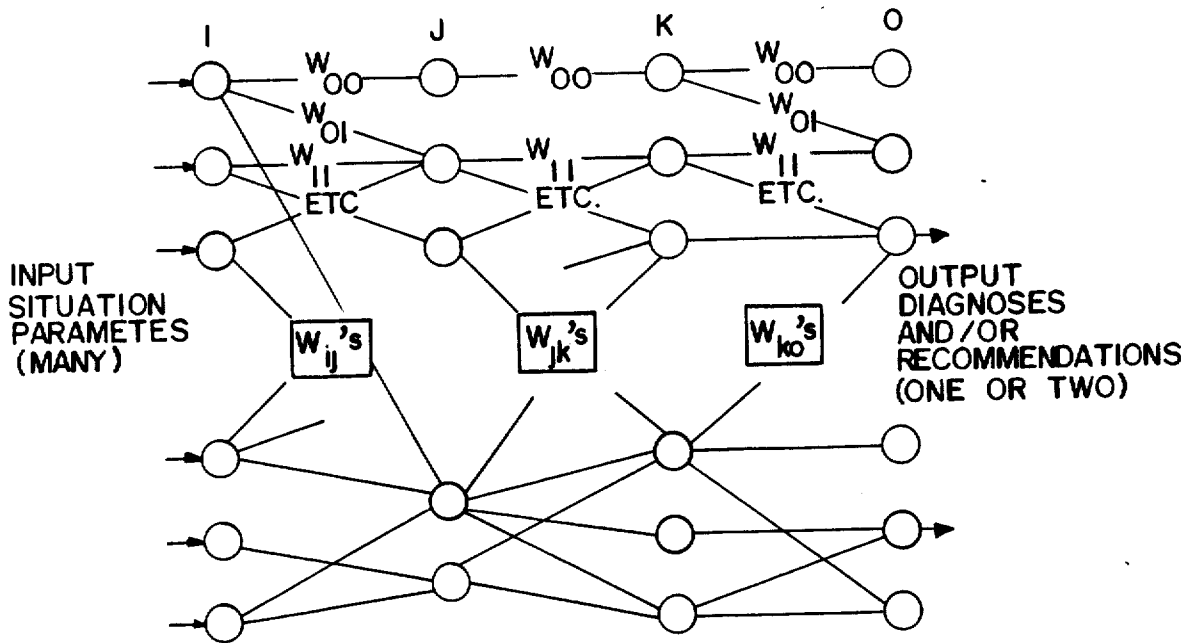 I J K O
W00 W00 W00
W01 W01
W11 W11 W11
ETC ETC. ETC.
INPUT
SITUATION
PARAMETES
(MANY)
Wij's Wjk's Wko's
OUTPUT
DIAGNOSES
AND/OR
RECOMMENDATIONS
(ONE OR TWO)